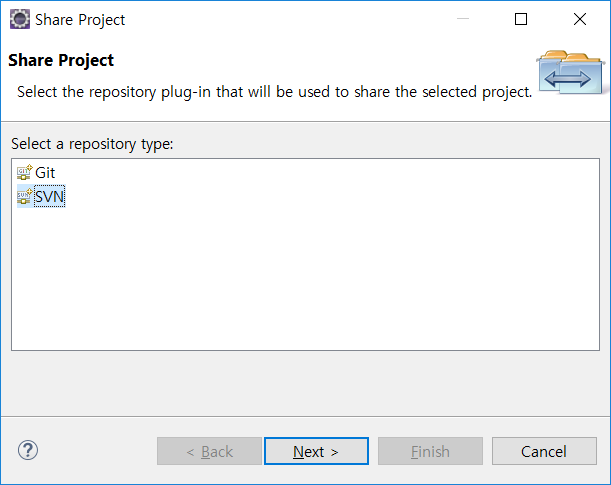 Share Project
Share Project
Select the repository plug-in that will be used to share the selected project.
Select a repository type:
Git
SVN
< Back
Next >
Finish
Cancel